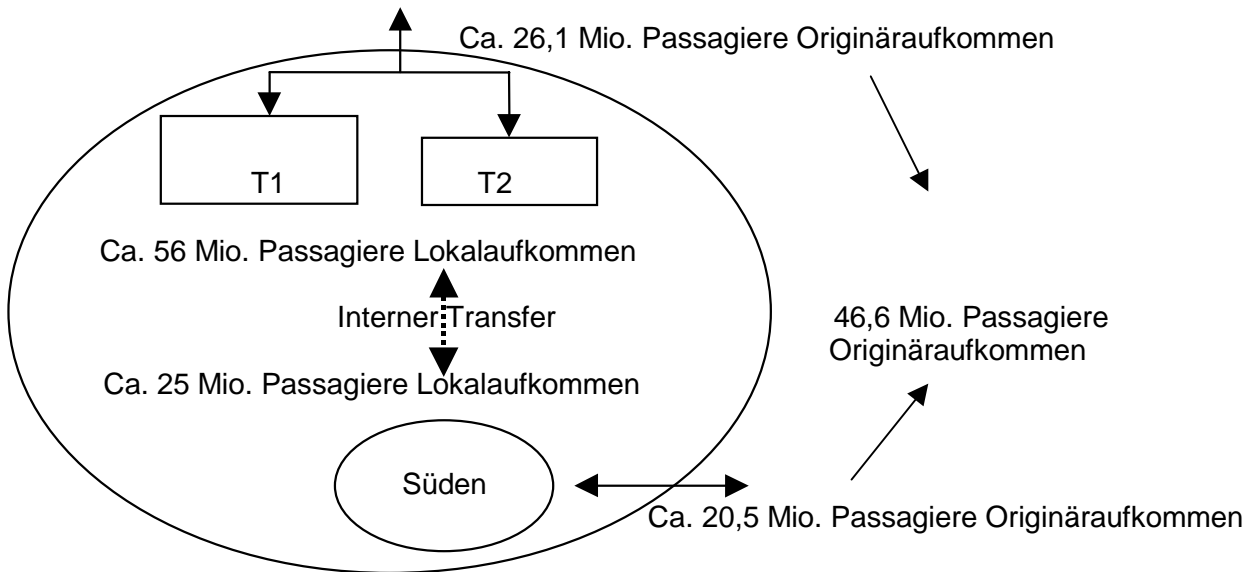 Ca. 26,1 Mio. Passagiere Originäraufkommen
T1
T2
Ca. 56 Mio. Passagiere Lokalaufkommen
Interner Transfer
46,6 Mio. Passagiere
Originäraufkommen
Ca. 25 Mio. Passagiere Lokalaufkommen
Süden
Ca. 20,5 Mio. Passagiere Originäraufkommen